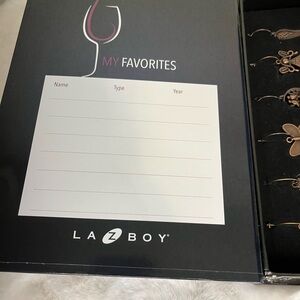 MY FAVORITES
Name Type Year
LA Z BOY®